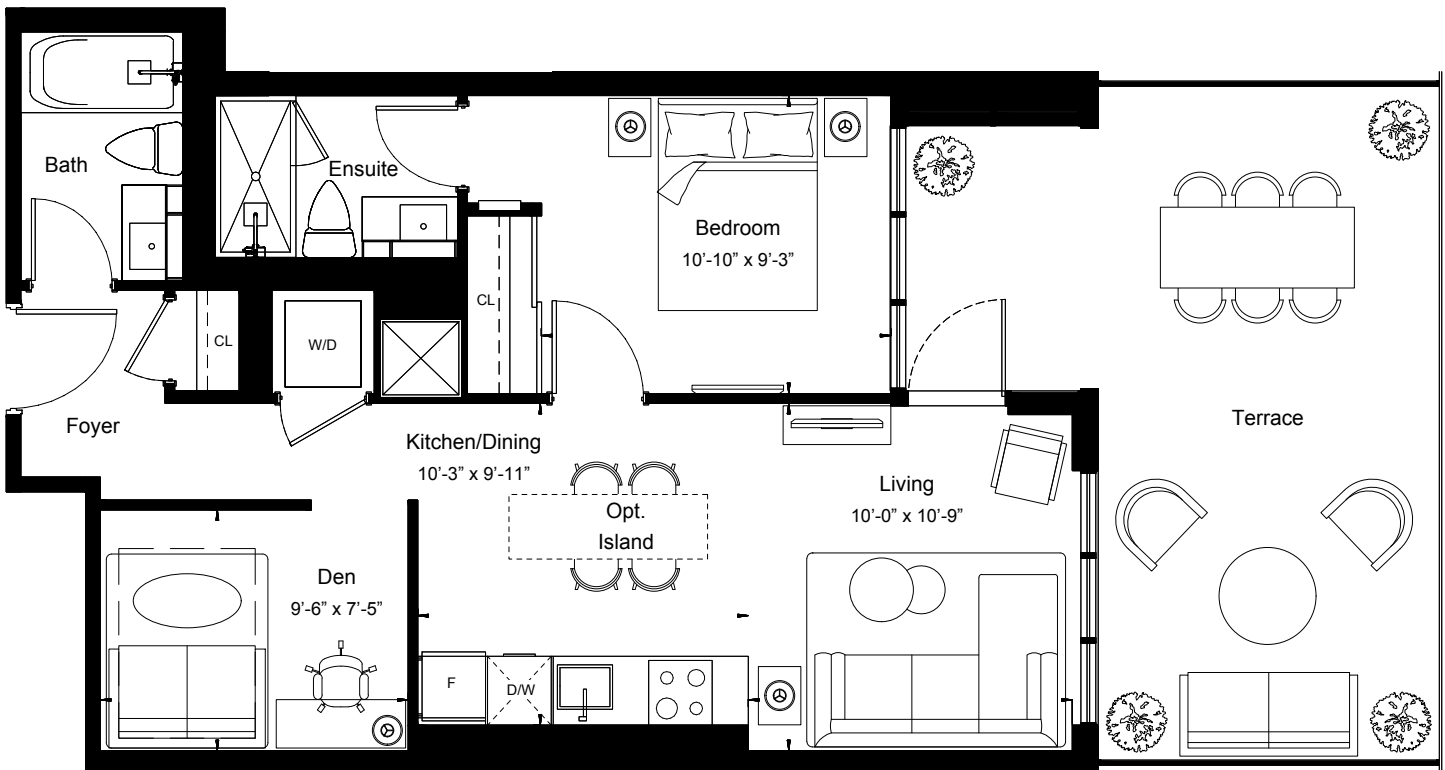 Bath
Ensuite
Bedroom
10’-10” x 9’-3”
CL
CL
W/D
Foyer
Kitchen/Dining
10’-3” x 9’-11”
Terrace
Living
10’-0” x 10’-9”
Opt.
Island
Den
9’-6” x 7’-5”
F
D/W